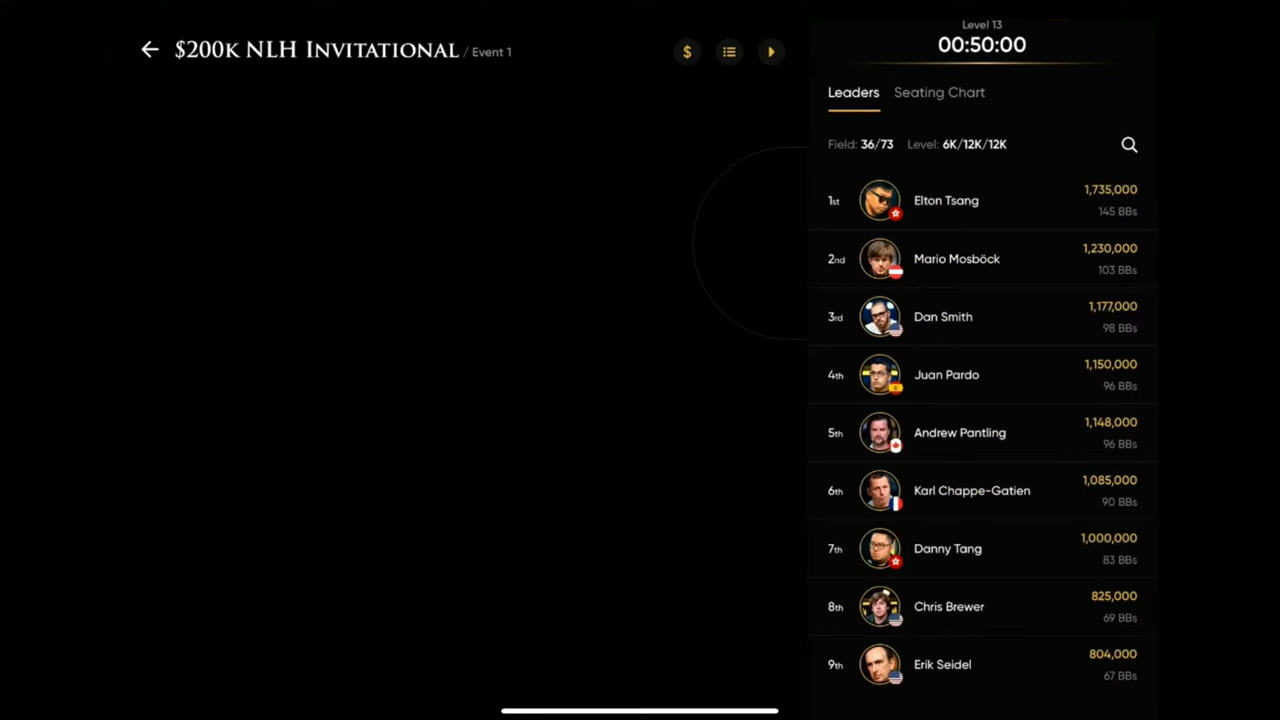 $200K NLH INVITATIONAL / Event 1
$
Level 13
00:50:00
Leaders Seating Chart
Field: 36/73 Level: 6K/12K/12K
1st Elton Tsang 1,735,000
145 BBs
2nd Mario Mosböck 1,230,000
103 BBs
3rd Dan Smith 1,177,000
98 BBs
4th Juan Pardo 1,150,000
96 BBs
5th Andrew Pantling 1,148,000
96 BBs
6th Karl Chappe-Gatien 1,085,000
90 BBs
7th Danny Tang 1,000,000
83 BBs
8th Chris Brewer 825,000
69 BBs
9th Erik Seidel 804,000
67 BBs